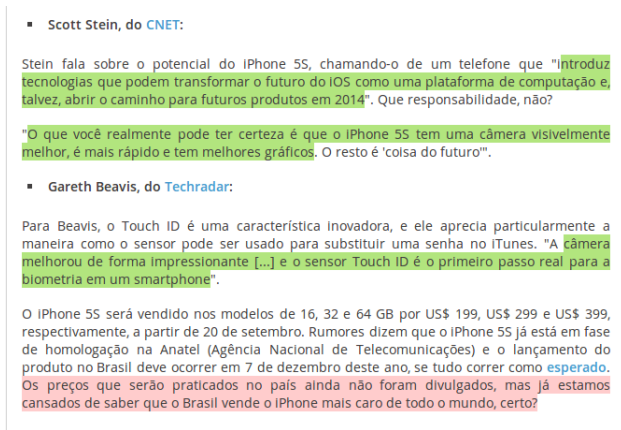 ▪ Scott Stein, do CNET:
Stein fala sobre o potencial do iPhone 5S, chamando-o de um telefone que "introduz
tecnologias que podem transformar o futuro do iOS como uma plataforma de computação e,
talvez, abrir o caminho para futuros produtos em 2014". Que responsabilidade, não?
"O que você realmente pode ter certeza é que o iPhone 5S tem uma câmera visivelmente
melhor, é mais rápido e tem melhores gráficos. O resto é 'coisa do futuro'".
▪ Gareth Beavis, do Techradar:
Para Beavis, o Touch ID é uma característica inovadora, e ele aprecia particularmente a
maneira como o sensor pode ser usado para substituir uma senha no iTunes. "A câmera
melhorou de forma impressionante [...] e o sensor Touch ID é o primeiro passo real para a
biometria em um smartphone".
O iPhone 5S será vendido nos modelos de 16, 32 e 64 GB por US$ 199, US$ 299 e US$ 399,
respectivamente, a partir de 20 de setembro. Rumores dizem que o iPhone 5S já está em fase
de homologação na Anatel (Agência Nacional de Telecomunicações) e o lançamento do
produto no Brasil deve ocorrer em 7 de dezembro deste ano, se tudo correr como esperado.
Os preços que serão praticados no país ainda não foram divulgados, mas já estamos
cansados de saber que o Brasil vende o iPhone mais caro de todo o mundo, certo?